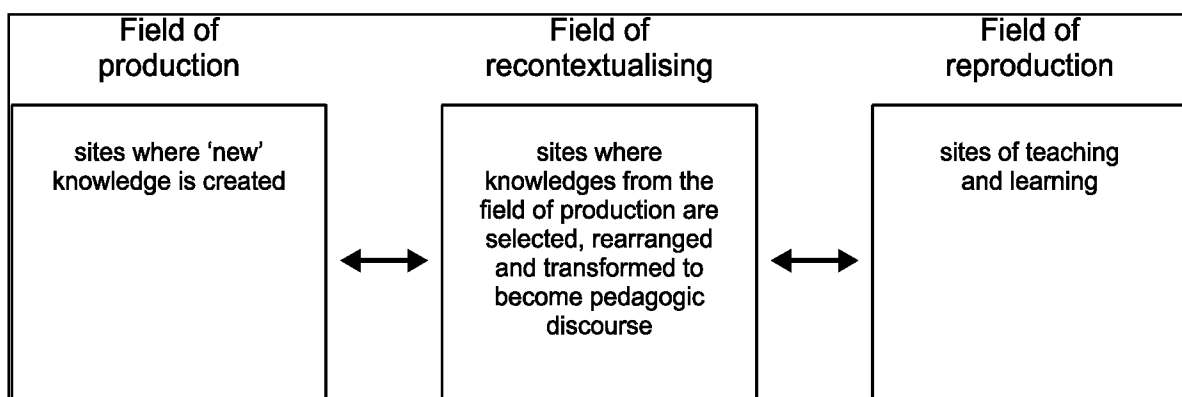 Field of
production
Field of
recontextualising
Field of
reproduction
sites where ‘new’
knowledge is created
sites where
knowledges from the
field of production are
selected, rearranged
and transformed to
become pedagogic
discourse
sites of teaching
and learning